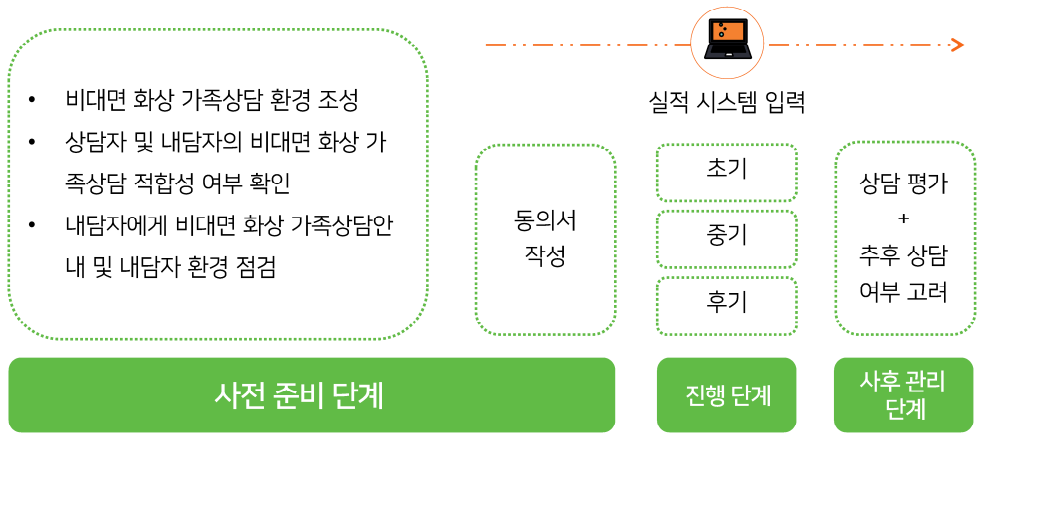 • 비대면 화상 가족상담 환경 조성
• 상담자 및 내담자의 비대면 화상 가
족상담 적합성 여부 확인
• 내담자에게 비대면 화상 가족상담안
내 및 내담자 환경 점검
실적 시스템 입력
동의서
작성
초기
중기
후기
상담 평가
+
추후 상담
여부 고려
사전 준비 단계
진행 단계
사후 관리
단계